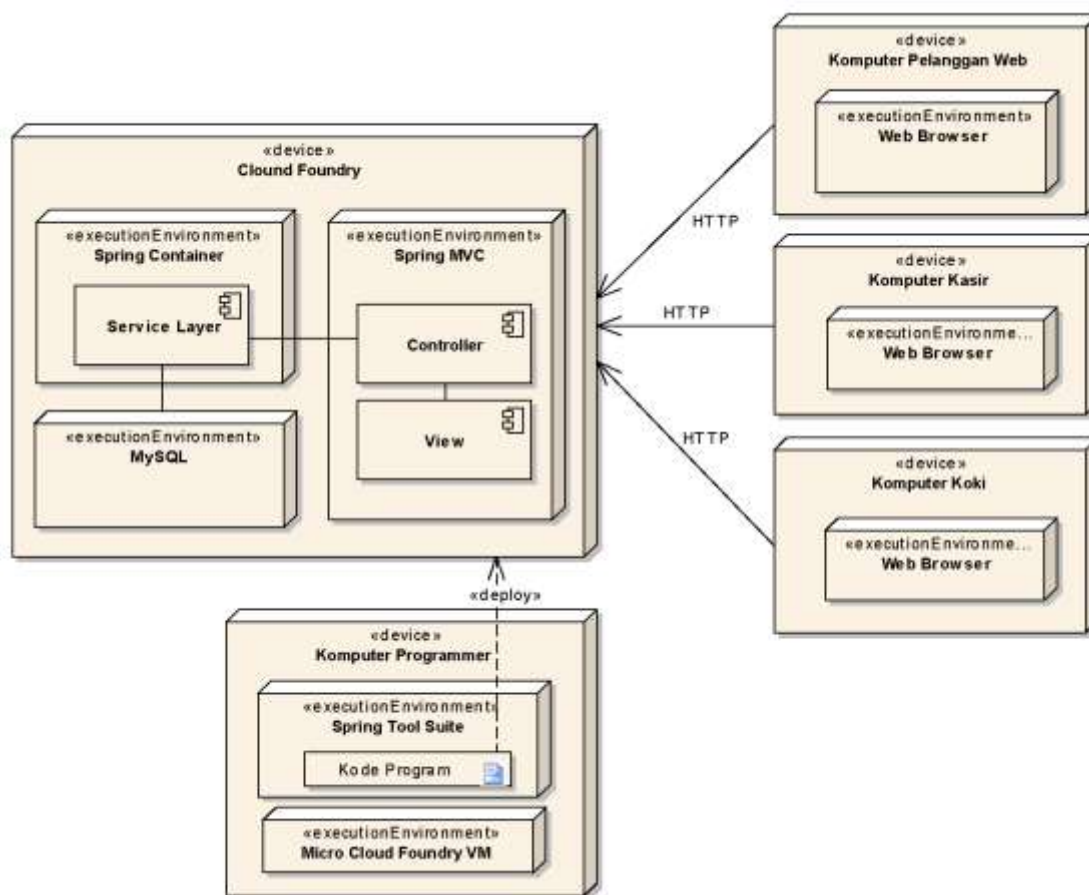 «device»
Clound Foundry
«executionEnvironment»
Spring Container
Service Layer
«executionEnvironment»
MySQL
«executionEnvironment»
Spring MVC
Controller
View
«device»
Komputer Pelanggan Web
«executionEnvironment»
Web Browser
HTTP
«device»
Komputer Kasir
«executionEnvironme...
Web Browser
HTTP
«device»
Komputer Koki
«executionEnvironme...
Web Browser
HTTP
«deploy»
«device»
Komputer Programmer
«executionEnvironment»
Spring Tool Suite
Kode Program
«executionEnvironment»
Micro Cloud Foundry VM